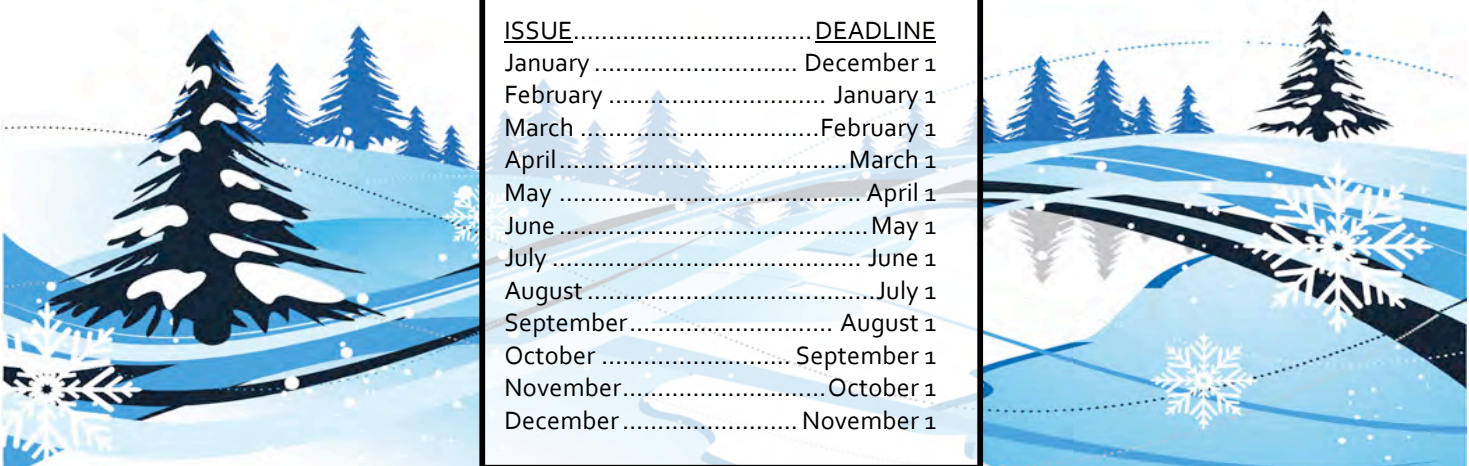 ISSUE................................DEADLINE
January ............................ December 1
February .............................. January 1
March .................................February 1
April........................................March 1
May .......................................... April 1
June...........................................May 1
July ........................................... June 1
August........................................July 1
September............................ August 1
October .......................... September 1
November............................October 1
December........................ November 1